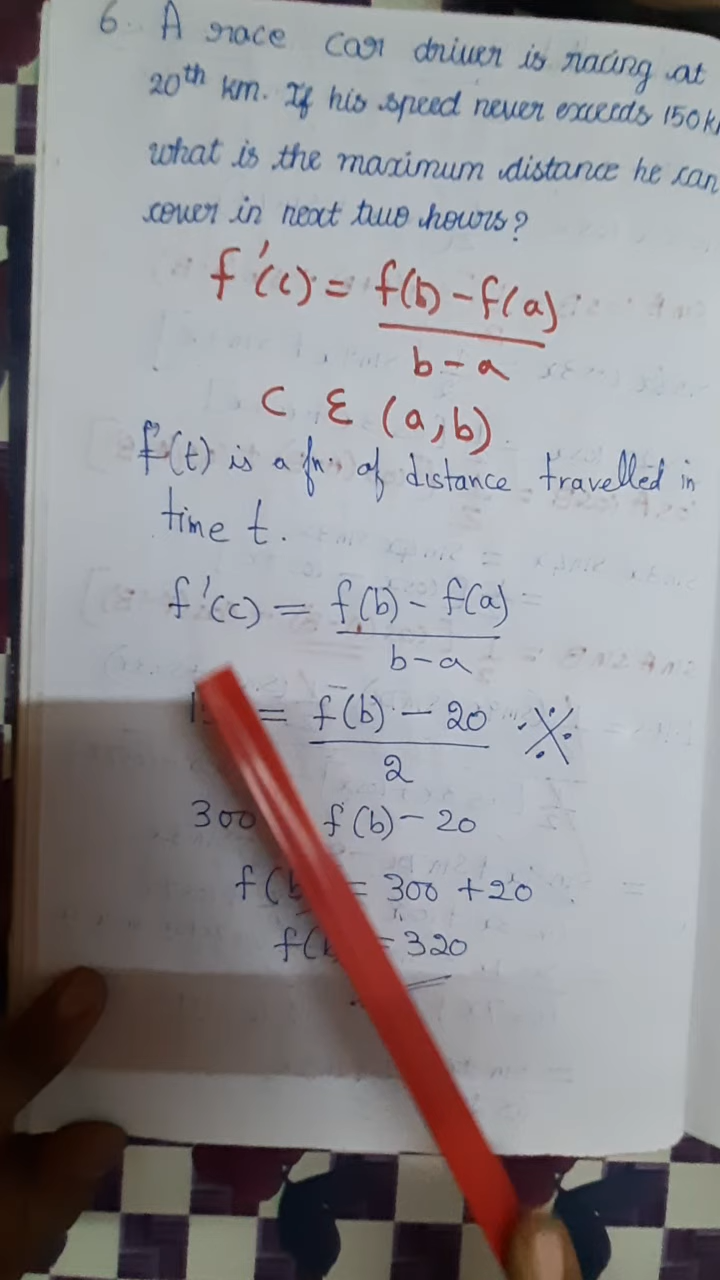 6. A race car driver is racing at
20th km. If his speed never exceeds 150 k
what is the maximum distance he can
cover in next two hours?
f'(c) = f(b) - f(a)
b - a
C ε (a, b)
f(t) is a fn. of distance travelled in
time t.
f'(c) = f(b) - f(a)
b - a
= f(b) - 20
2
300 f(b) - 20
f( = 300 + 20
f( = 320